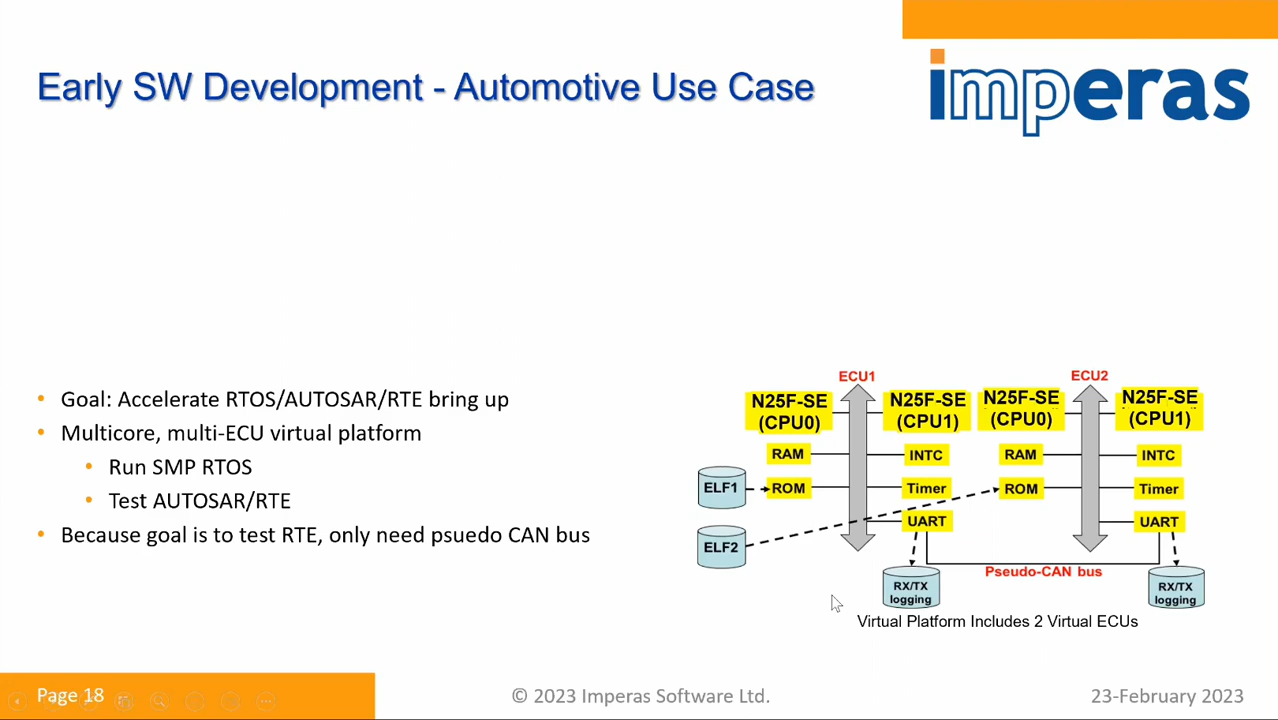 imperas
Early SW Development - Automotive Use Case
• Goal: Accelerate RTOS/AUTOSAR/RTE bring up
• Multicore, multi-ECU virtual platform
• Run SMP RTOS
• Test AUTOSAR/RTE
• Because goal is to test RTE, only need psuedo CAN bus
ECU1
N25F-SE
(CPU0)
N25F-SE
(CPU1)
RAM
INTC
ROM
Timer
UART
ELF1
ELF2
RX/TX
logging
ECU2
N25F-SE
(CPU0)
N25F-SE
(CPU1)
RAM
INTC
ROM
Timer
UART
Pseudo-CAN bus
RX/TX
logging
Virtual Platform Includes 2 Virtual ECUs
Page 18
© 2023 Imperas Software Ltd.
23-February 2023